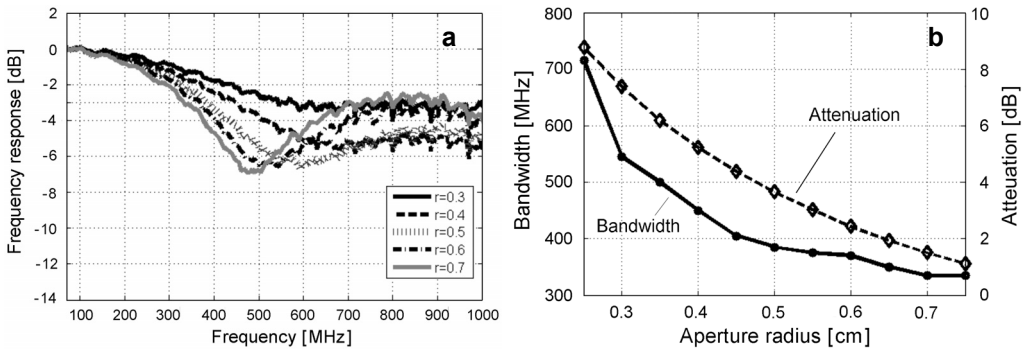 a
Frequency response [dB]
2
0
-2
-4
-6
-8
-10
-12
-14
100 200 300 400 500 600 700 800 900 1000
Frequency [MHz]
r=0.3
r=0.4
r=0.5
r=0.6
r=0.7
b
Bandwidth [MHz]
800
700
600
500
400
300
0.3 0.4 0.5 0.6 0.7
Aperture radius [cm]
Attenuation
Bandwidth
10
8
6
4
2
0
Atteuation [dB]